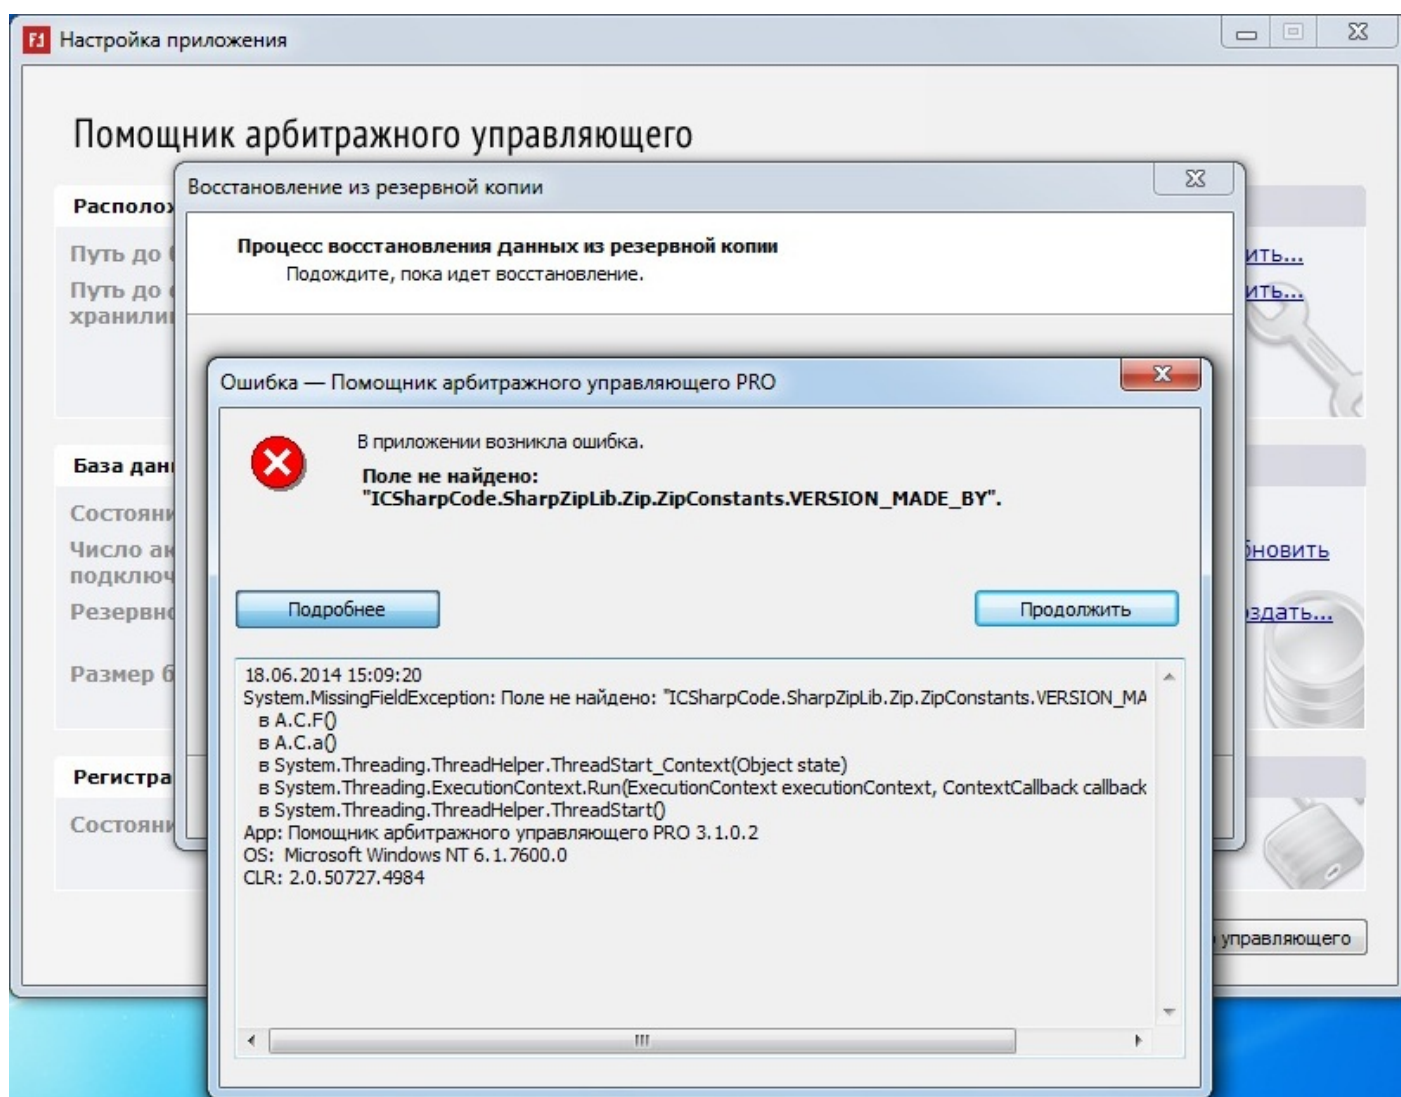 F1 Настройка приложения
Помощник арбитражного управляющего
Восстановление из резервной копии
Процесс восстановления данных из резервной копии
Подождите, пока идет восстановление.
Путь до
ить...
Путь до
ить...
Ошибка — Помощник арбитражного управляющего PRO
В приложении возникла ошибка.
Поле не найдено:
"ICSharpCode.SharpZipLib.Zip.ZipConstants.VERSION_MADE_BY".
База дан
Состояни
Число ак
подключ
бновить
Резервно
здать...
Размер б
Подробнее
Продолжить
18.06.2014 15:09:20
System.MissingFieldException: Поле не найдено: "ICSharpCode.SharpZipLib.Zip.ZipConstants.VERSION_MA
в A.C.F()
в A.C.a()
в System.Threading.ThreadHelper.ThreadStart_Context(Object state)
в System.Threading.ExecutionContext.Run(ExecutionContext executionContext, ContextCallback callback
в System.Threading.ThreadHelper.ThreadStart()
App: Помощник арбитражного управляющего PRO 3.1.0.2
OS: Microsoft Windows NT 6.1.7600.0
CLR: 2.0.50727.4984
Регистра
Состояни
управляющего